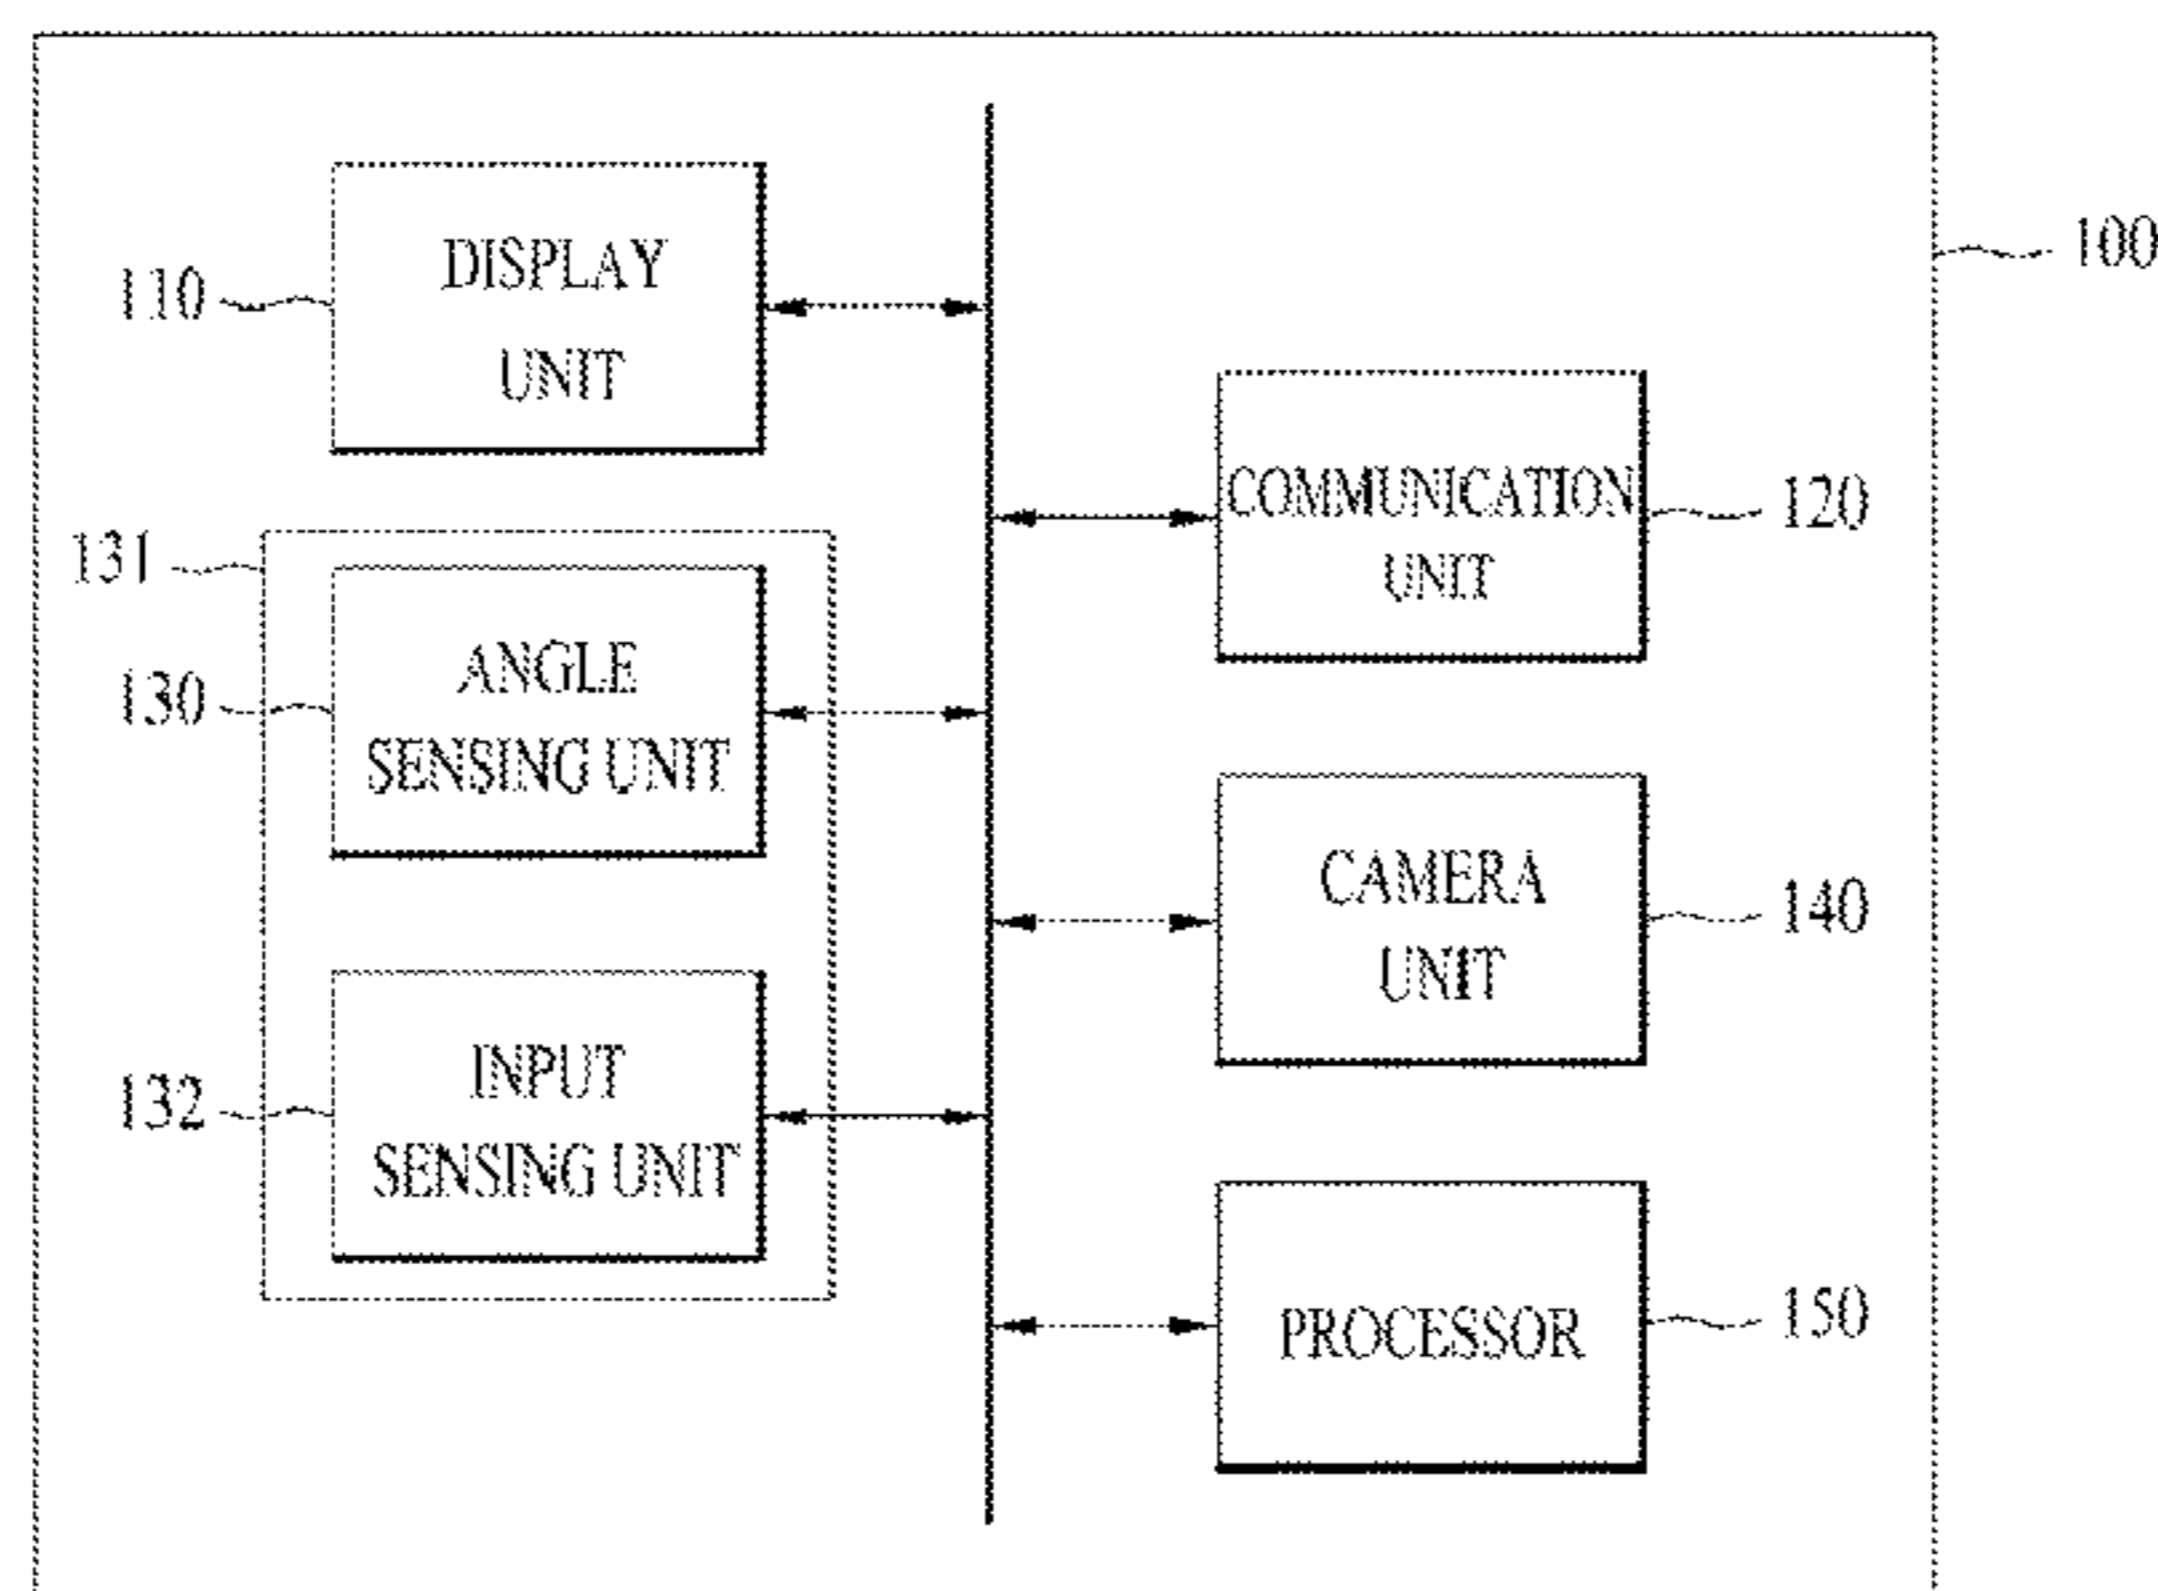 100
110
DISPLAY
UNIT
COMMUNICATION
UNIT
120
131
130
ANGLE
SENSING UNIT
CAMERA
UNIT
140
132
INPUT
SENSING UNIT
PROCESSOR
150